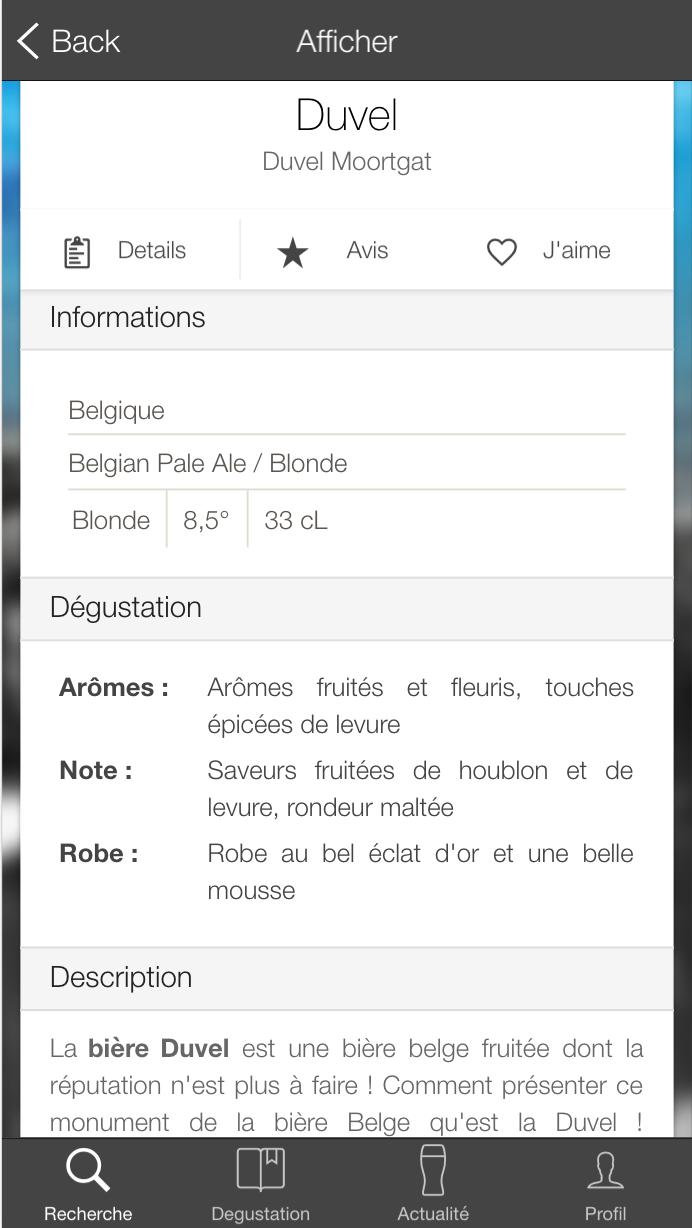 Back
Afficher
Duvel
Duvel Moortgat
Details
Avis
J'aime
Informations
Belgique
Belgian Pale Ale / Blonde
Blonde
8,5°
33 cL
Dégustation
Arômes : Arômes fruités et fleuris, touches
épicées de levure
Note : Saveurs fruitées de houblon et de
levure, rondeur maltée
Robe : Robe au bel éclat d'or et une belle
mousse
Description
La bière Duvel est une bière belge fruitée dont la
réputation n'est plus à faire ! Comment présenter ce
monument de la bière Belge qu'est la Duvel !
Recherche
Degustation
Actualité
Profil